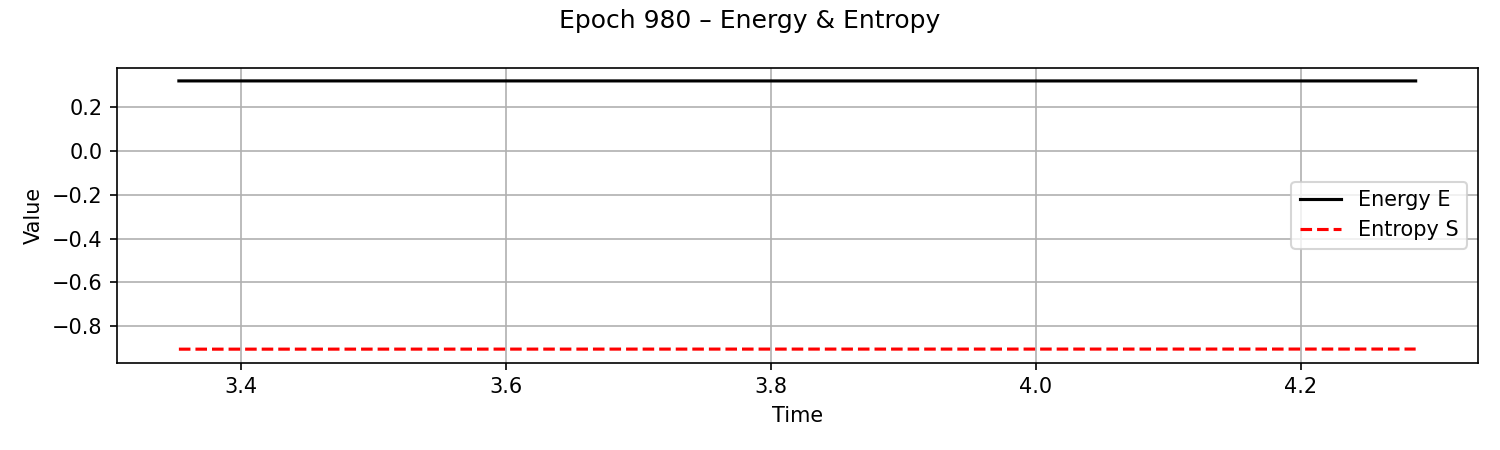 Epoch 980 – Energy & Entropy
0.2
0.0
−0.2
−0.4
−0.6
−0.8
Value
Energy E
Entropy S
3.4 3.6 3.8 4.0 4.2
Time